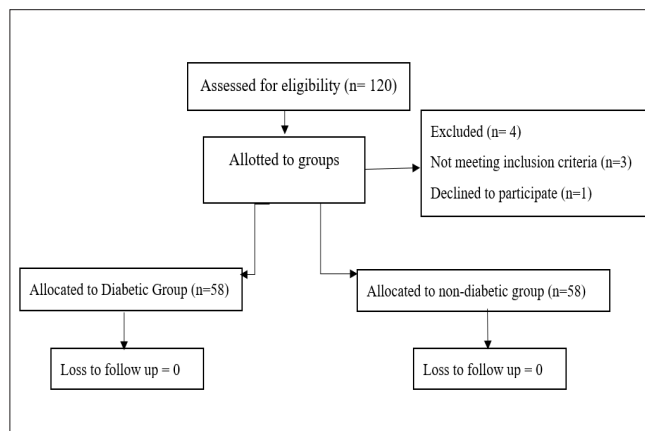 Assessed for eligibility (n= 120)
Excluded (n= 4)
Not meeting inclusion criteria (n=3)
Declined to participate (n=1)
Allotted to groups
Allocated to Diabetic Group (n=58)
Allocated to non-diabetic group (n=58)
Loss to follow up = 0
Loss to follow up = 0